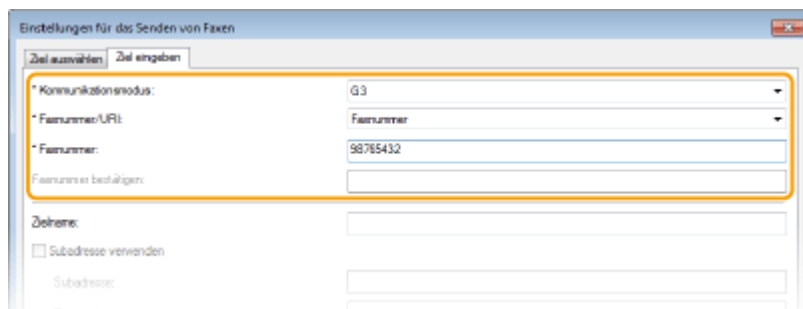 Einstellungen für das Senden von Faxen
Ziel auswählen Ziel eingeben
* Kommunikationsmodus: G3
* Faxnummer/URI: Faxnummer
* Faxnummer: 98765432
Faxnummer bestätigen:
Zielname:
Subadresse verwenden
Subadresse: